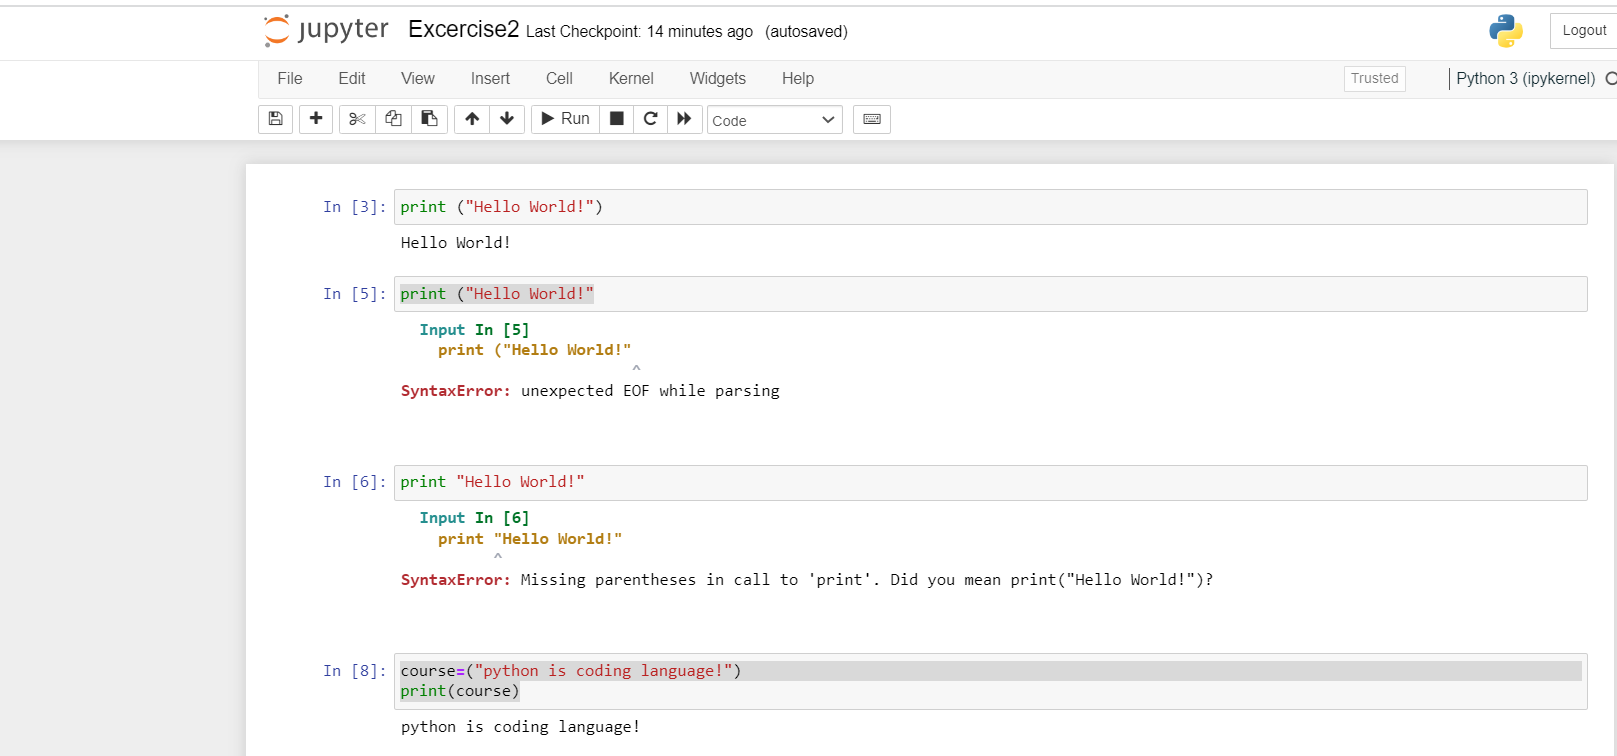 jupyter Excercise2 Last Checkpoint: 14 minutes ago (autosaved) Logout
File Edit View Insert Cell Kernel Widgets Help Trusted Python 3 (ipykernel)
Run Code
In [3]: print ("Hello World!")
Hello World!
In [5]: print ("Hello World!"
Input In [5]
print ("Hello World!"
^
SyntaxError: unexpected EOF while parsing
In [6]: print "Hello World!"
Input In [6]
print "Hello World!"
^
SyntaxError: Missing parentheses in call to 'print'. Did you mean print("Hello World!")?
In [8]: course=("python is coding language!")
print(course)
python is coding language!